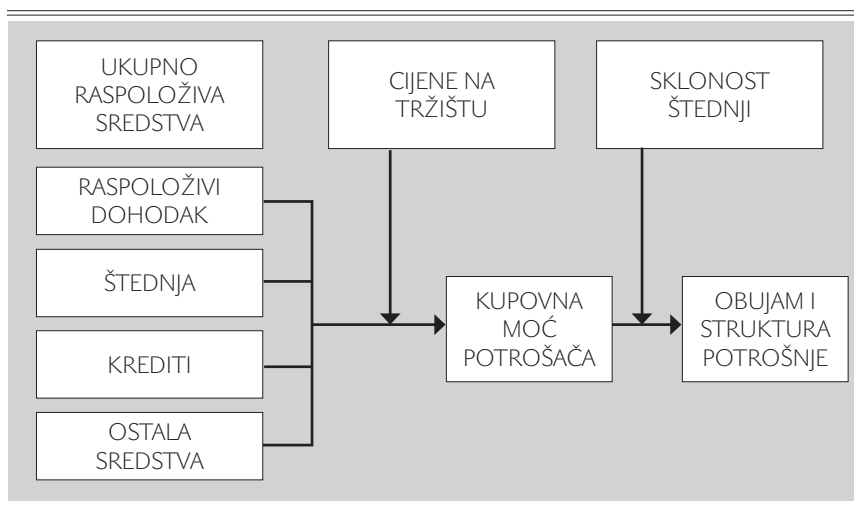 UKUPNO
RASPOLOŽIVA
SREDSTVA
CIJENE NA
TRŽIŠTU
SKLONOST
ŠTEDNJI
RASPOLOŽIVI
DOHODAK
ŠTEDNJA
KREDITI
OSTALA
SREDSTVA
KUPOVNA
MOĆ
POTROŠAČA
OBUJAM I
STRUKTURA
POTROŠNJE